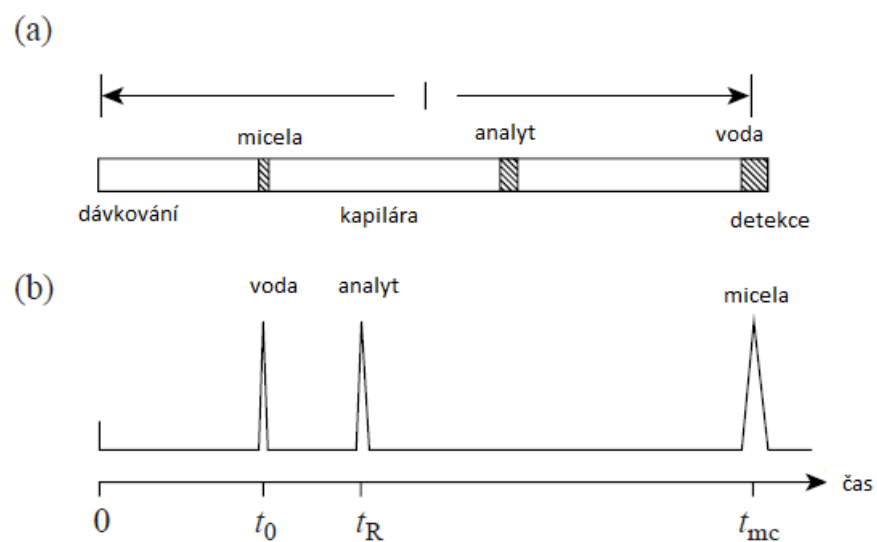 (a)
l
micela analyt voda
dávkování kapilára detekce
(b)
voda analyt micela
čas
0 t0 tR tmc